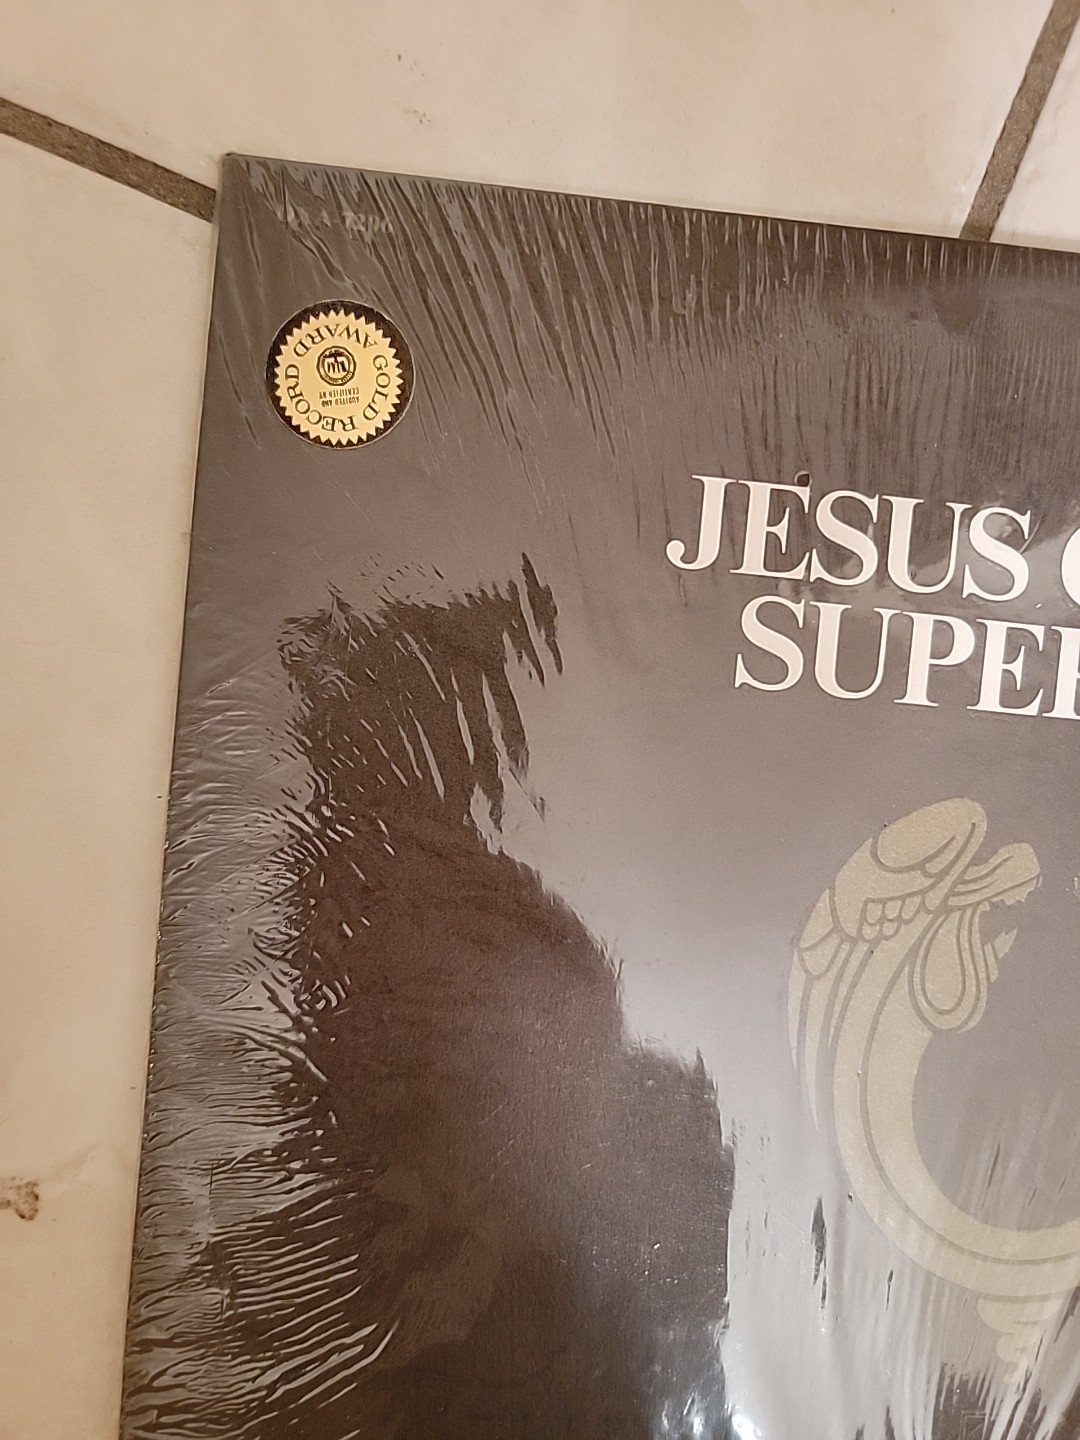 GOLD RECORD AWARD
AUDITED AND
CERTIFIED BY
JESUS
SUPER